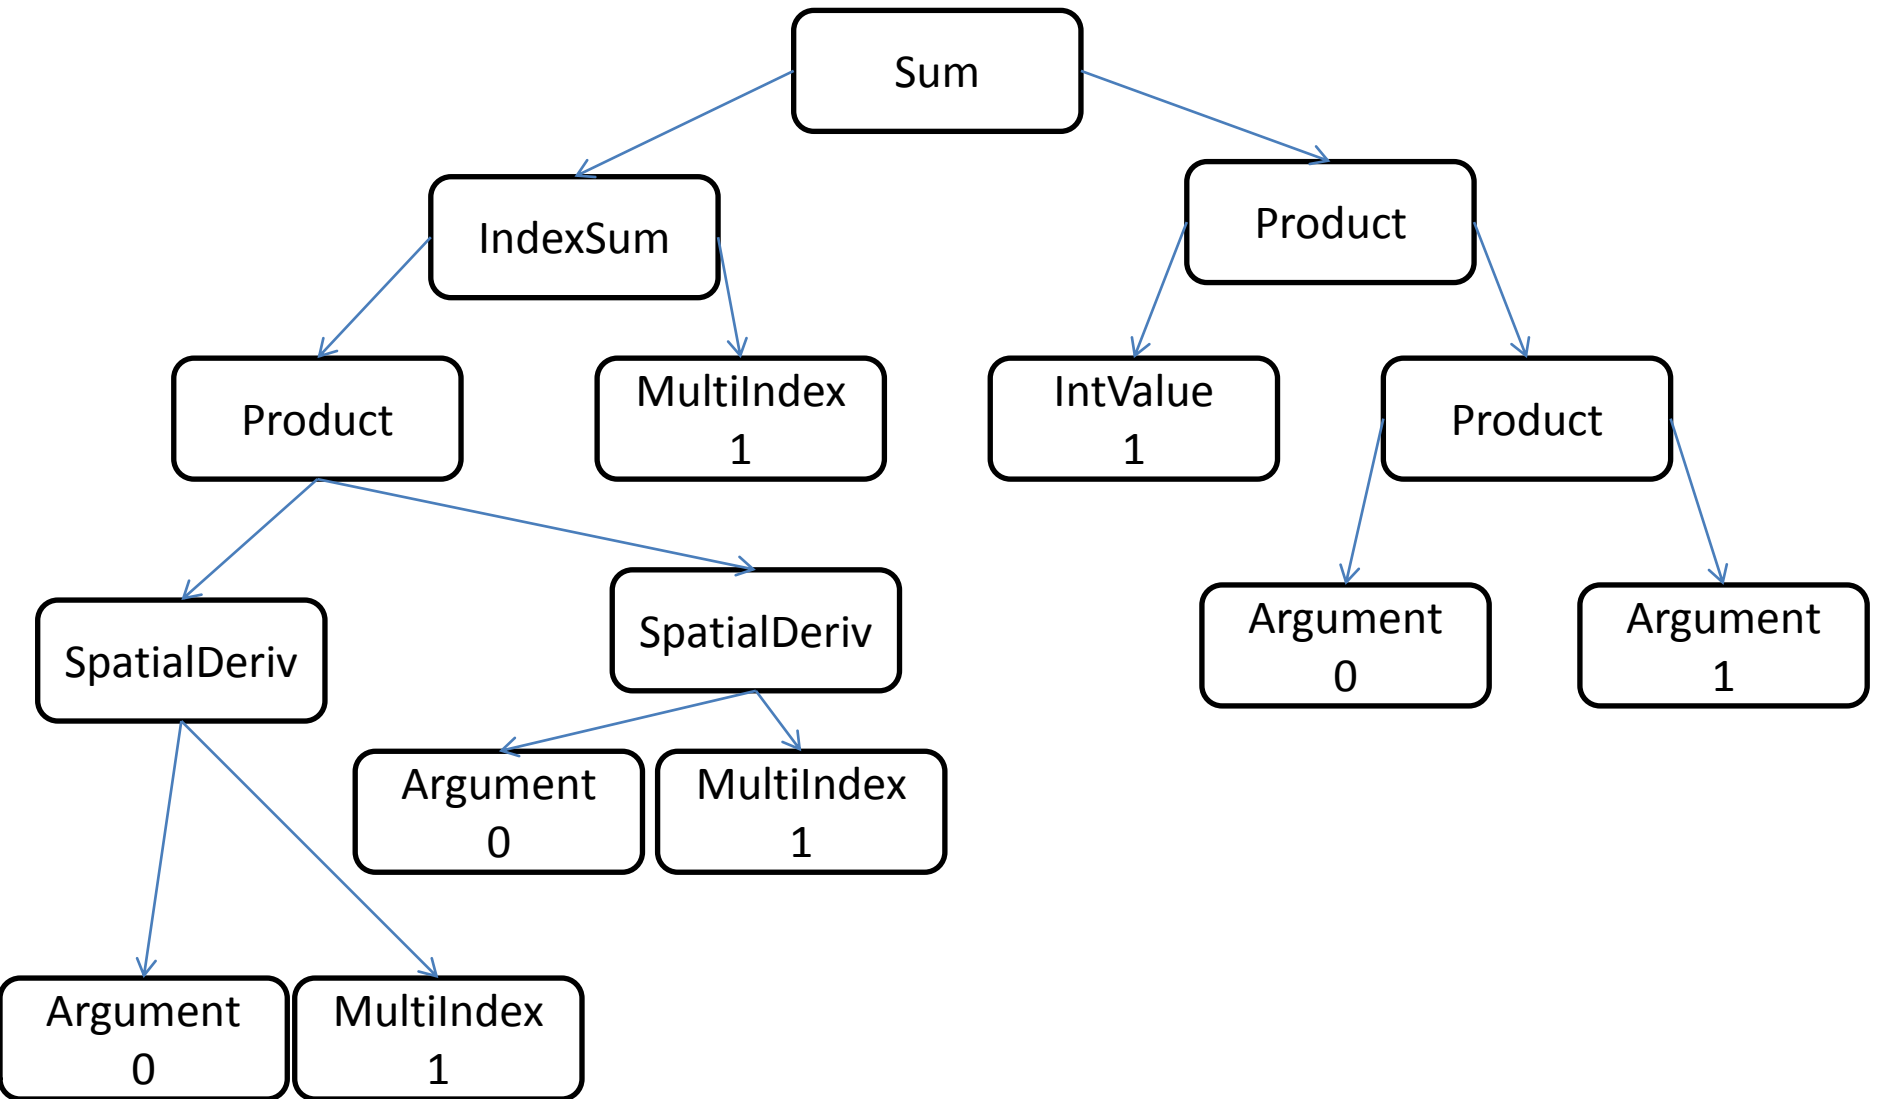 Sum
IndexSum
Product
Product
MultiIndex
1
IntValue
1
Product
SpatialDeriv
SpatialDeriv
Argument
0
Argument
1
Argument
0
MultiIndex
1
Argument
0
MultiIndex
1